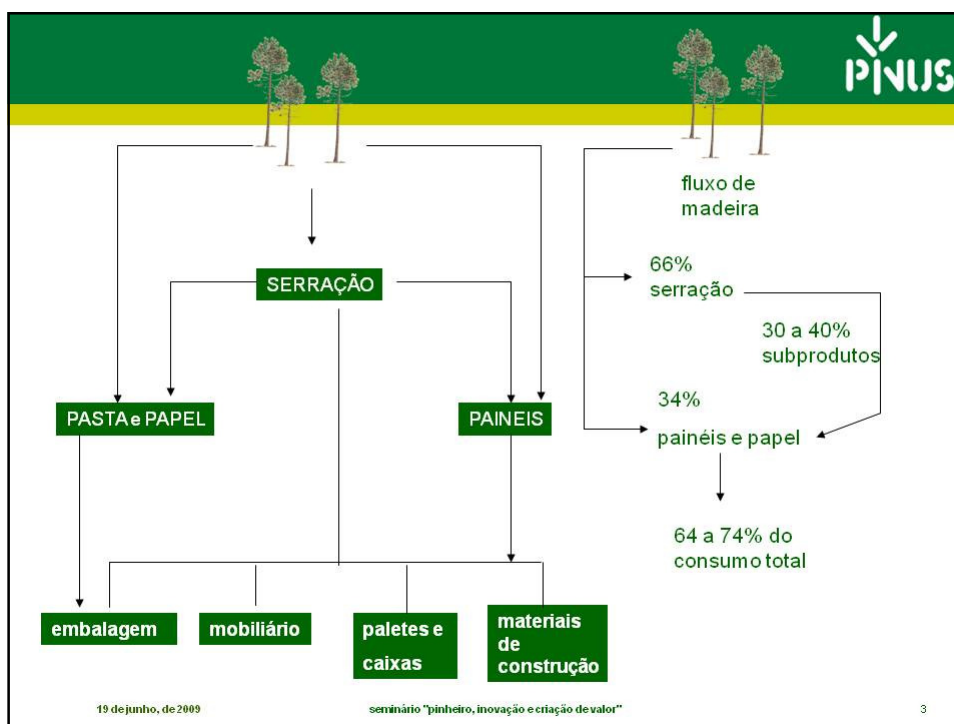 PINUS
fluxo de
madeira
SERRAÇÃO
66%
serração
30 a 40%
subprodutos
PASTA e PAPEL
PAINEIS
34%
painéis e papel
64 a 74% do
consumo total
embalagem
mobiliário
paletes e
caixas
materiais
de
construção
19 de junho, de 2009
seminário "pinheiro, inovação e criação de valor"
3